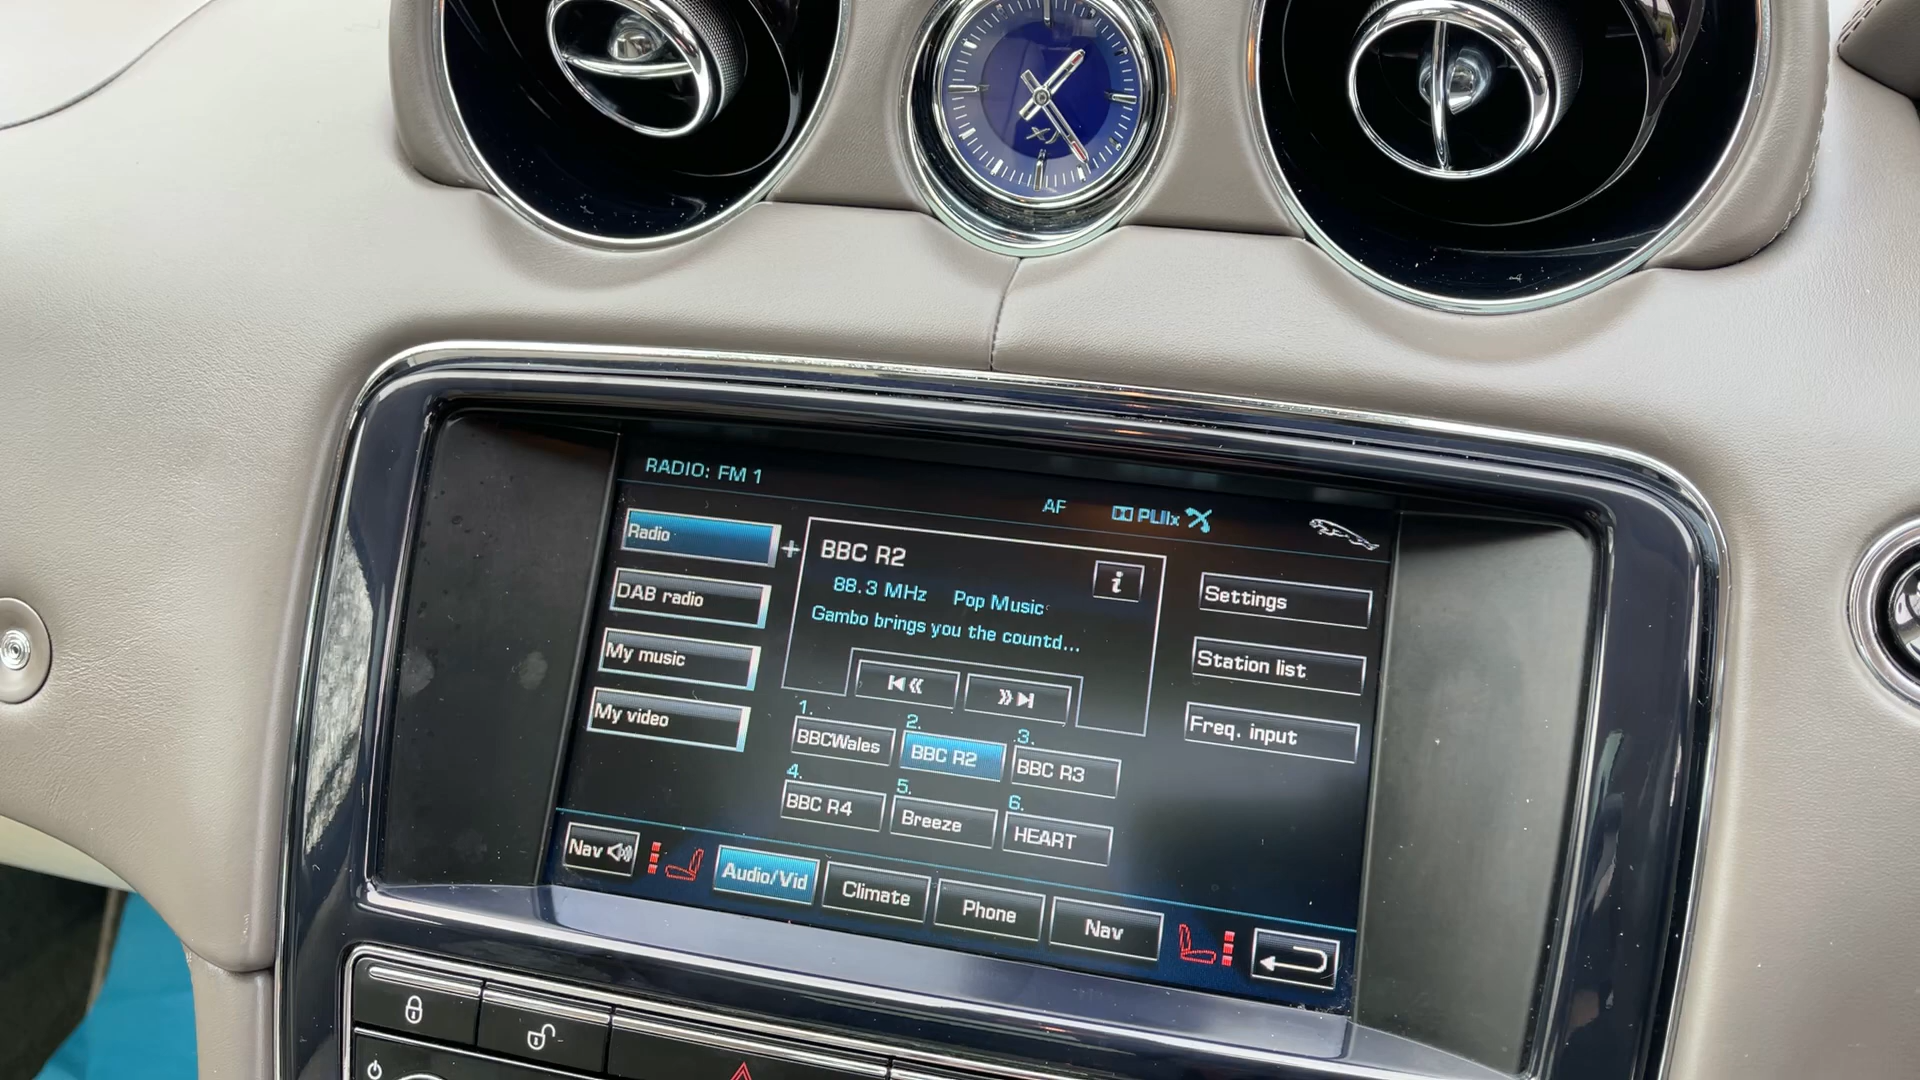 XJ
RADIO: FM 1
AF
PLIIx
Radio
BBC R2
DAB radio
88.3 MHz Pop Music
Gambo brings you the countd...
My music
My video
Settings
Station list
Freq. input
1.
BBCWales
2.
BBC R2
3.
BBC R3
4.
BBC R4
5.
Breeze
6.
HEART
Nav
Audio/Vid
Climate
Phone
Nav